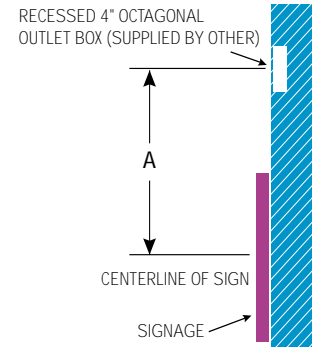 RECESSED 4" OCTAGONAL
OUTLET BOX (SUPPLIED BY OTHER)
A
CENTERLINE OF SIGN
SIGNAGE